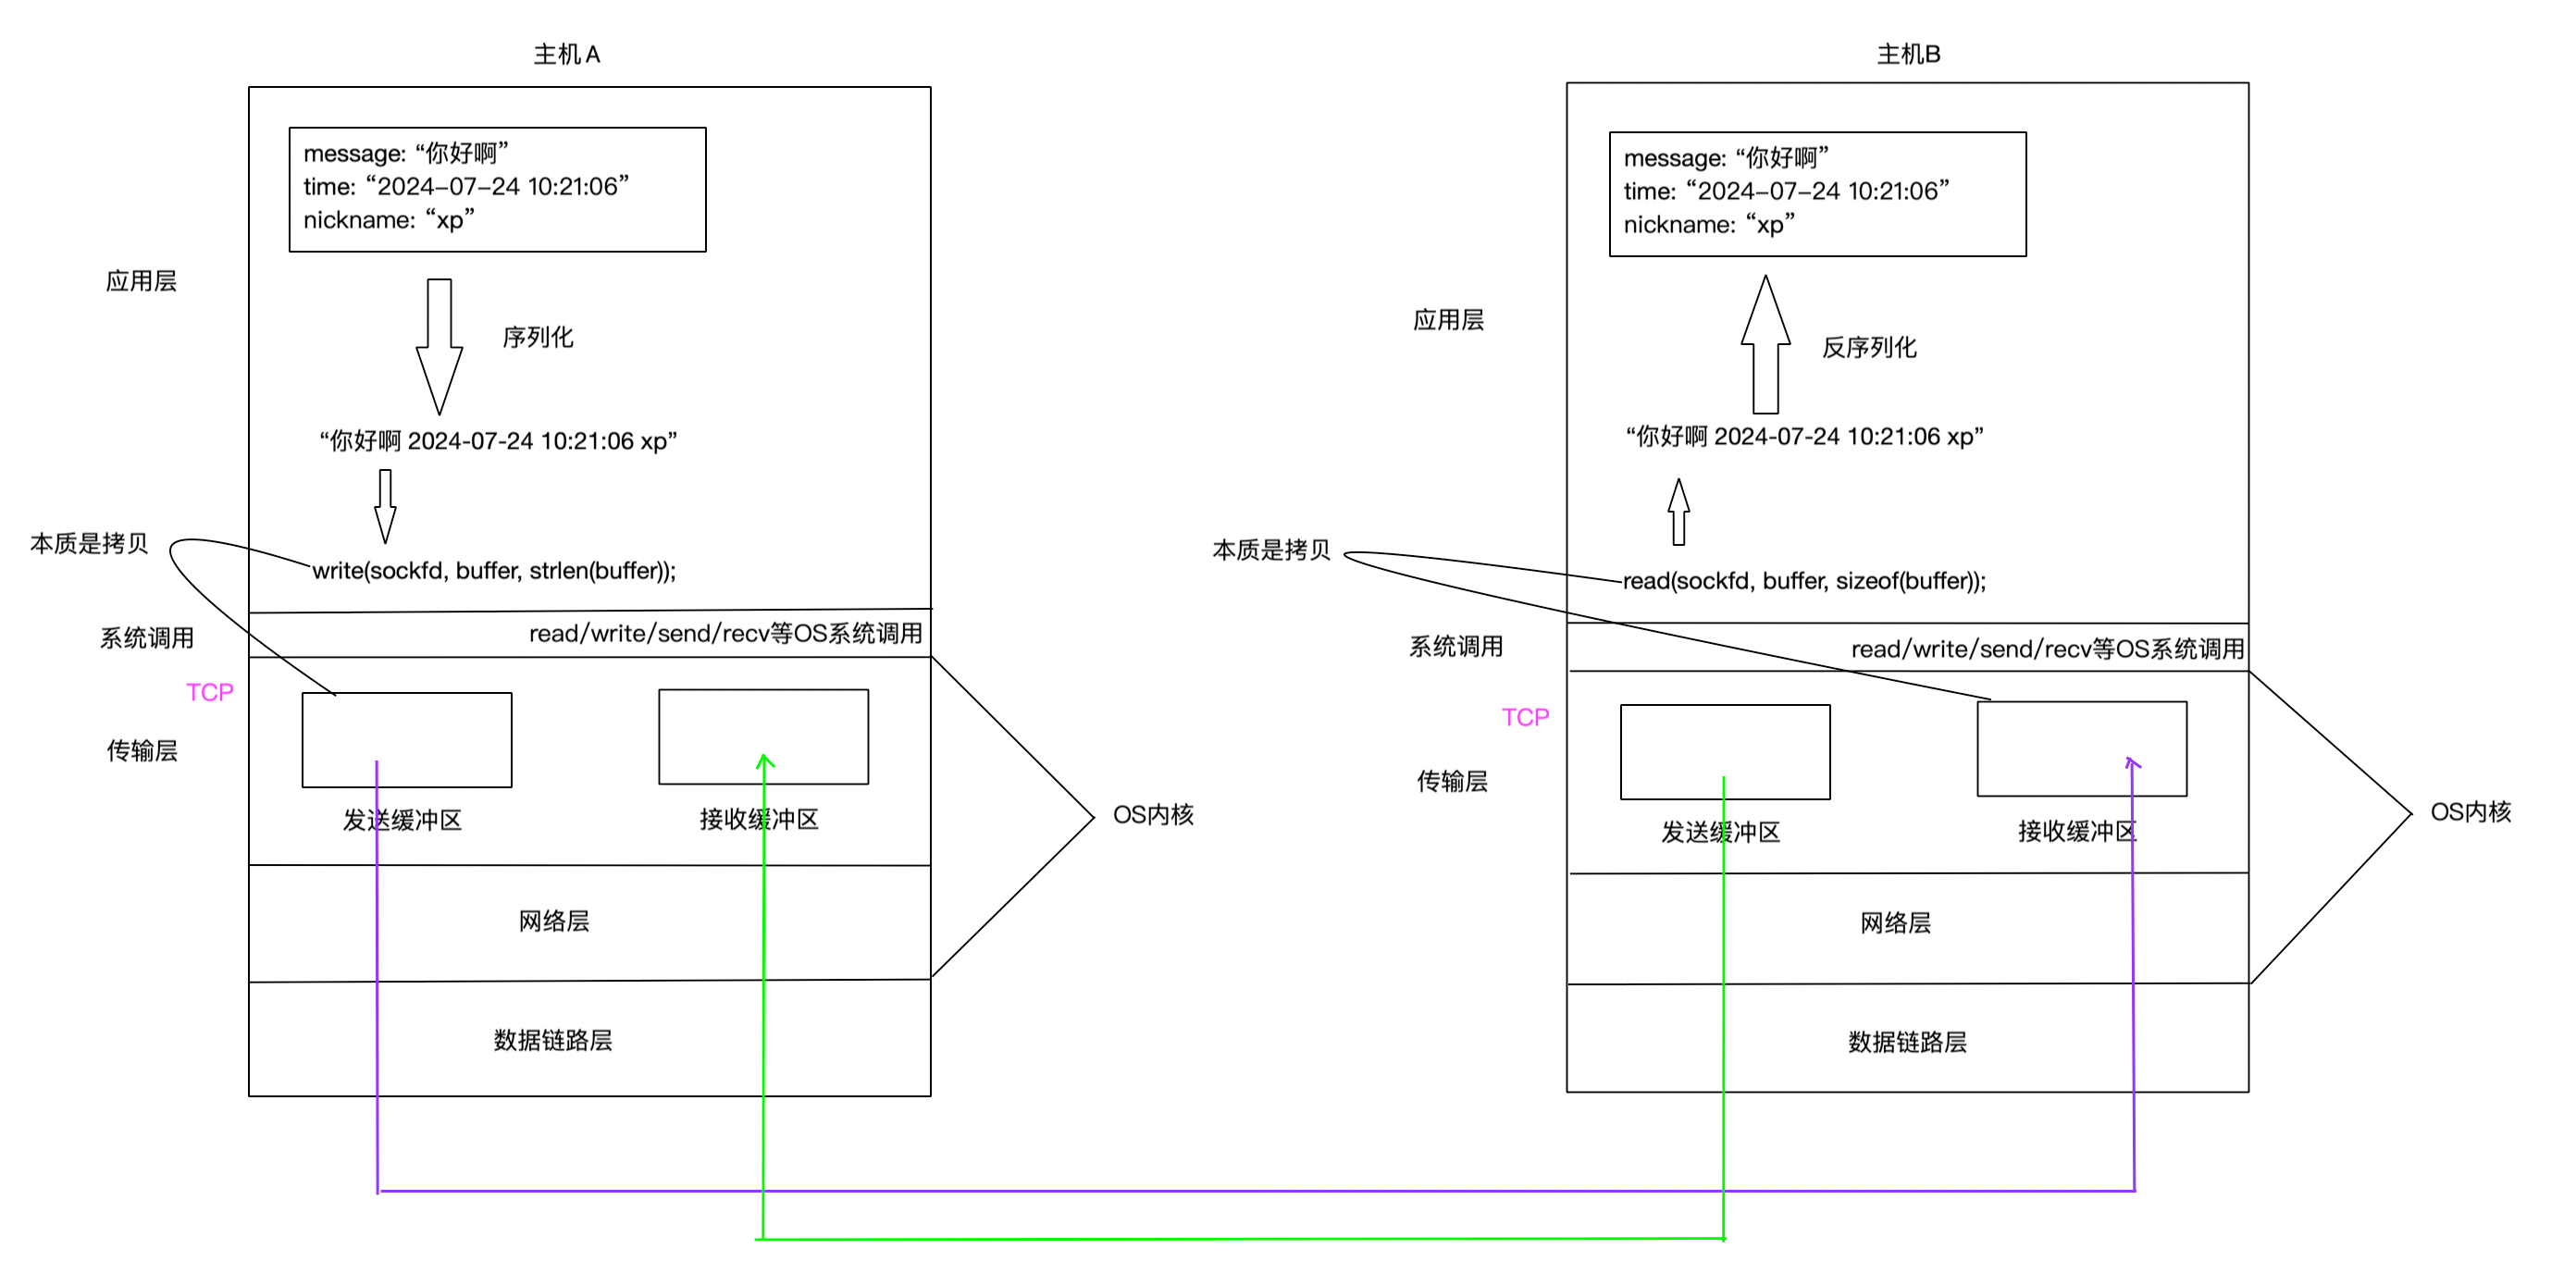 主机 A
message: “你好啊”
time: “2024–07–24 10:21:06”
nickname: “xp”
应用层
序列化
“你好啊 2024-07-24 10:21:06 xp”
本质是拷贝
write(sockfd, buffer, strlen(buffer));
系统调用
read/write/send/recv等OS系统调用
TCP
传输层
发送缓冲区
接收缓冲区
OS内核
网络层
数据链路层
主机B
message: “你好啊”
time: “2024–07–24 10:21:06”
nickname: “xp”
应用层
反序列化
“你好啊 2024-07-24 10:21:06 xp”
本质是拷贝
read(sockfd, buffer, sizeof(buffer));
系统调用
read/write/send/recv等OS系统调用
TCP
传输层
发送缓冲区
接收缓冲区
OS内核
网络层
数据链路层